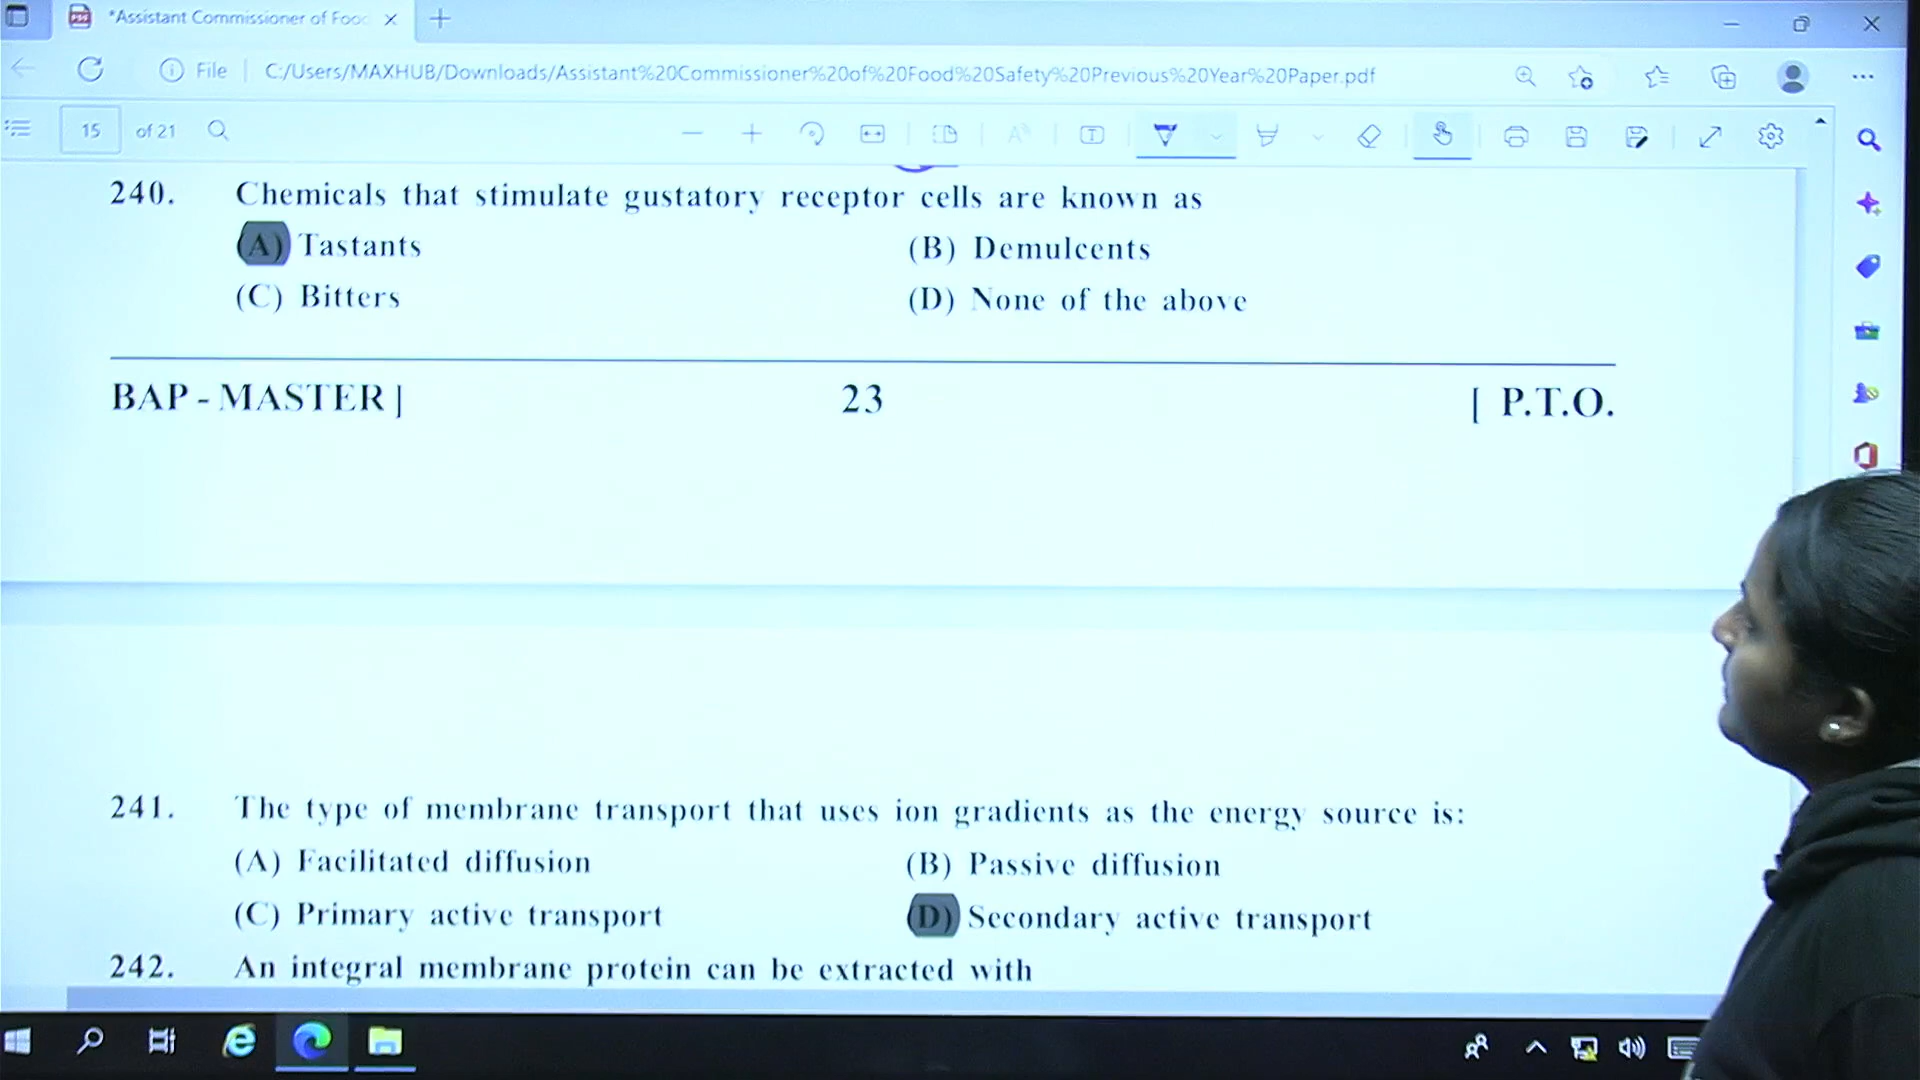 *Assistant Commissioner of Food
File
C:/Users/MAXHUB/Downloads/Assistant%20Commissioner%20of%20Food%20Safety%20Previous%20Year%20Paper.pdf
15 of 21
240. Chemicals that stimulate gustatory receptor cells are known as
(A) Tastants (B) Demulcents
(C) Bitters (D) None of the above
BAP - MASTER ] 23 [ P.T.O.
241. The type of membrane transport that uses ion gradients as the energy source is:
(A) Facilitated diffusion (B) Passive diffusion
(C) Primary active transport (D) Secondary active transport
242. An integral membrane protein can be extracted with